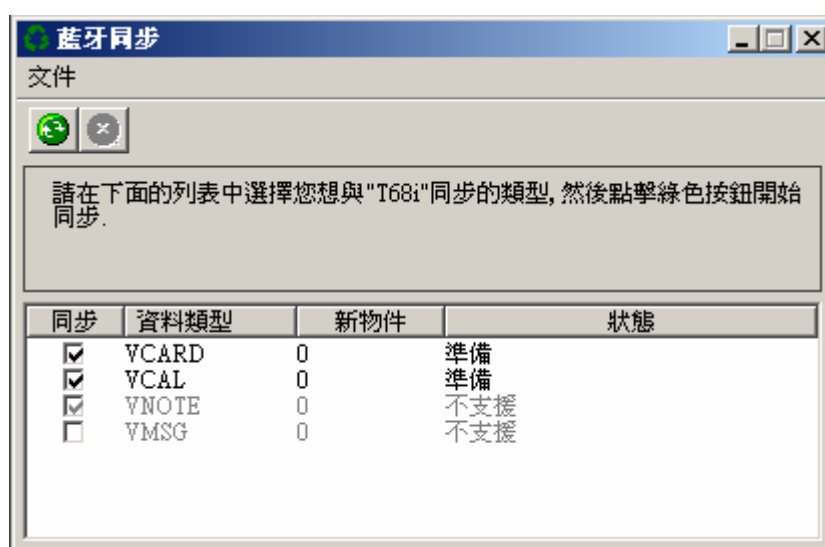 藍牙同步
文件
請在下面的列表中選擇您想與"T68i"同步的類型, 然後點擊綠色按鈕開始
同步.
同步 資料類型 新物件 狀態
VCARD 0 準備
VCAL 0 準備
VNOTE 0 不支援
VMSG 0 不支援